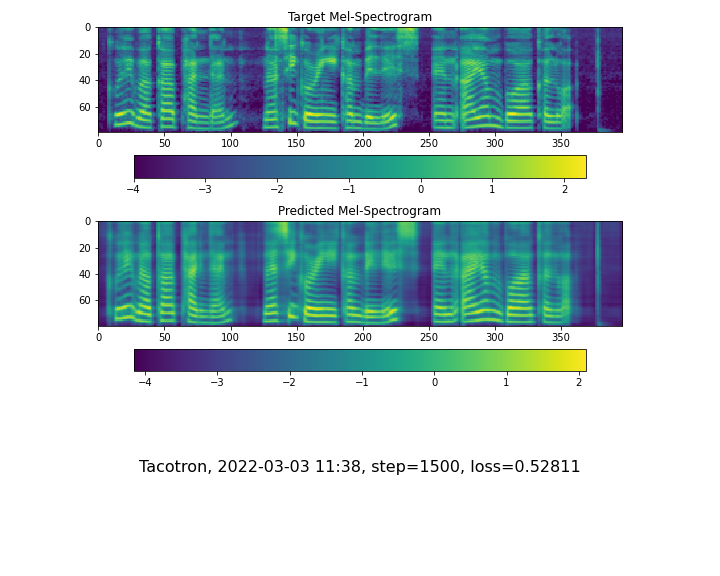 Target Mel-Spectrogram
0
20
40
60
0 50 100 150 200 250 300 350
−4 −3 −2 −1 0 1 2
Predicted Mel-Spectrogram
0
20
40
60
0 50 100 150 200 250 300 350
−4 −3 −2 −1 0 1 2
Tacotron, 2022-03-03 11:38, step=1500, loss=0.52811